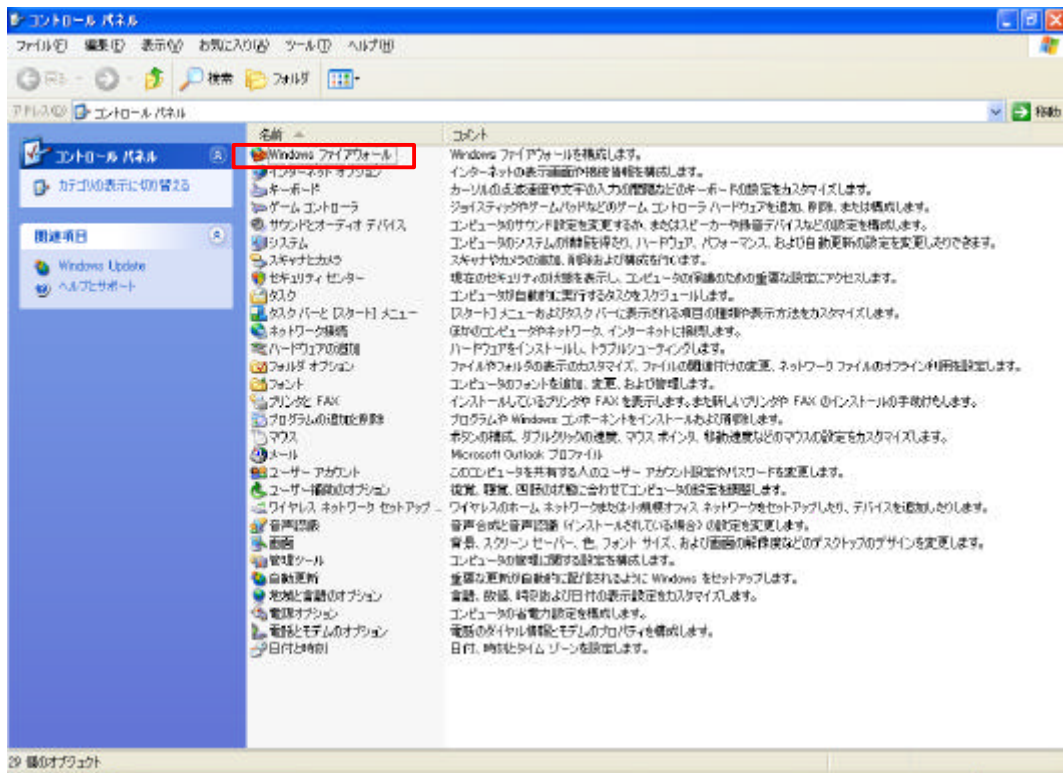 コントロール パネル
ファイル(F) 編集(E) 表示(V) お気に入り(A) ツール(T) ヘルプ(H)
戻る 検索 フォルダ
アドレス(D) コントロール パネル 移動
コントロール パネル
カテゴリの表示に切り替える
関連項目
Windows Update
ヘルプとサポート
名前 コメント
Windows ファイアウォール Windows ファイアウォールを構成します。
インターネット オプション インターネットの表示画面や接続情報を構成します。
キーボード カーソルの点滅速度や文字の入力の間隔などのキーボードの設定をカスタマイズします。
ゲーム コントローラ ジョイスティックやゲームパッドなどのゲーム コントローラ ハードウェアを追加、削除、または構成します。
サウンドとオーディオ デバイス コンピュータのサウンド設定を変更するか、またはスピーカーや録音デバイスなどの設定を構成します。
システム コンピュータのシステムの情報を得たり、ハードウェア、パフォーマンス、および自動更新の設定を変更したりできます。
スキャナとカメラ スキャナやカメラの追加、削除および構成を行います。
セキュリティ センター 現在のセキュリティの状態を表示し、コンピュータの保護のための重要な設定にアクセスします。
タスク コンピュータが自動的に実行するタスクをスケジュールします。
タスク バーと [スタート] メニュー [スタート] メニューおよびタスク バーに表示される項目の種類や表示方法をカスタマイズします。
ネットワーク接続 ほかのコンピュータやネットワーク、インターネットに接続します。
ハードウェアの追加 ハードウェアをインストールし、トラブルシューティングします。
フォルダ オプション ファイルやフォルダの表示のカスタマイズ、ファイルの関連付けの変更、ネットワーク ファイルのオフライン利用を設定します。
フォント コンピュータのフォントを追加、変更、および管理します。
プリンタと FAX インストールしているプリンタや FAX を表示します。また新しいプリンタや FAX のインストールの手助けもします。
プログラムの追加と削除 プログラムや Windows コンポーネントをインストールおよび削除します。
マウス ボタンの構成、ダブルクリックの速度、マウス ポインタ、移動速度などのマウスの設定をカスタマイズします。
メール Microsoft Outlook プロファイル
ユーザー アカウント このコンピュータを共有する人のユーザー アカウント設定やパスワードを変更します。
ユーザー補助のオプション 視覚、聴覚、四肢の状態に合わせてコンピュータの設定を調整します。
ワイヤレス ネットワーク セットアップ ... ワイヤレスのホーム ネットワークまたは小規模オフィス ネットワークをセットアップしたり、デバイスを追加したりします。
音声認識 音声合成と音声認識 (インストールされている場合) の設定を変更します。
画面 背景、スクリーン セーバー、色、フォント サイズ、および画面の解像度などのデスクトップのデザインを変更します。
管理ツール コンピュータの管理に関する設定を構成します。
自動更新 重要な更新が自動的に配信されるように Windows をセットアップします。
地域と言語のオプション 言語、数値、時刻および日付の表示設定をカスタマイズします。
電源オプション コンピュータの省電力設定を構成します。
電話とモデムのオプション 電話のダイヤル情報とモデムのプロパティを構成します。
日付と時刻 日付、時刻とタイム ゾーンを設定します。
29 個のオブジェクト